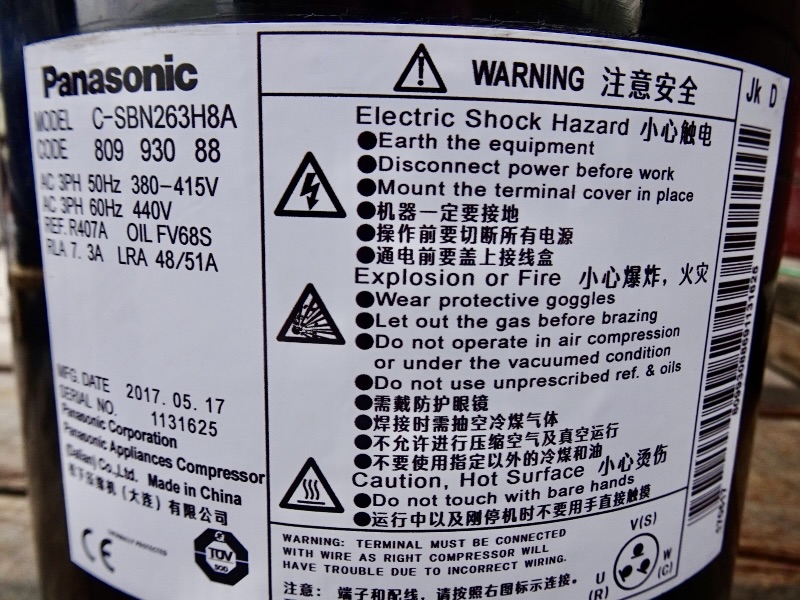 Panasonic
MODEL C-SBN263H8A
CODE 809 930 88
AC 3PH 50Hz 380-415V
AC 3PH 60Hz 440V
REF.R407A OIL FV68S
RLA 7.3A LRA 48/51A
MFG.DATE 2017.05.17
SERIAL NO. 1131625
Panasonic Corporation
Panasonic Appliances Compressor
(Dalian) Co.,Ltd. Made in China
松下压缩机（大连）有限公司
CE
THERMALLY PROTECTED
TÜV
WARNING 注意安全
Electric Shock Hazard 小心触电
●Earth the equipment
●Disconnect power before work
●Mount the terminal cover in place
●机器一定要接地
●操作前要切断所有电源
●通电前要盖上接线盒
Explosion or Fire 小心爆炸，火灾
●Wear protective goggles
●Let out the gas before brazing
●Do not operate in air compression
or under the vacuumed condition
●Do not use unprescribed ref. & oils
●需戴防护眼镜
●焊接时需抽空冷煤气体
●不允许进行压缩空气及真空运行
●不要使用指定以外的冷煤和油
Caution, Hot Surface 小心烫伤
●Do not touch with bare hands
●运行中以及刚停机时不要用手直接触摸
WARNING: TERMINAL MUST BE CONNECTED
WITH WIRE AS RIGHT COMPRESSOR WILL
HAVE TROUBLE DUE TO INCORRECT WIRING.
注意： 端子和配线，请按照右图标示连接。
V(S)
U
(R)
W
(C)
Jk D